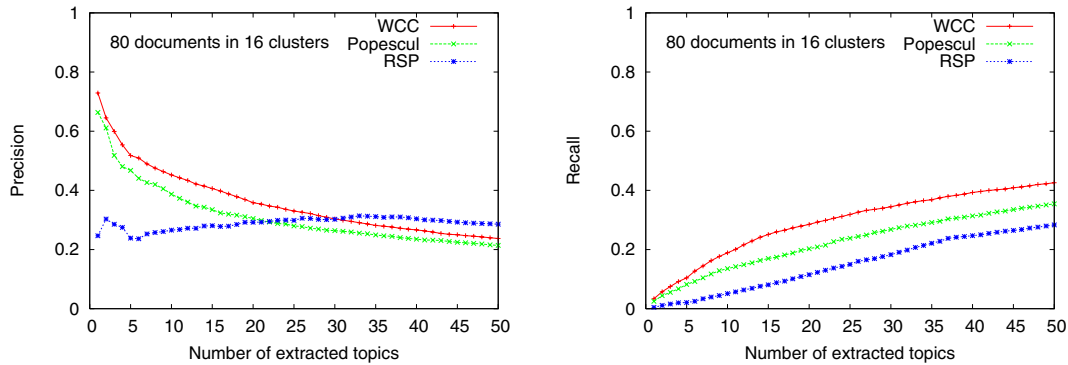 1
0.8
0.6
0.4
0.2
0
0 5 10 15 20 25 30 35 40 45 50
Precision
Number of extracted topics
80 documents in 16 clusters
WCC
Popescul
RSP
1
0.8
0.6
0.4
0.2
0
0 5 10 15 20 25 30 35 40 45 50
Recall
Number of extracted topics
80 documents in 16 clusters
WCC
Popescul
RSP